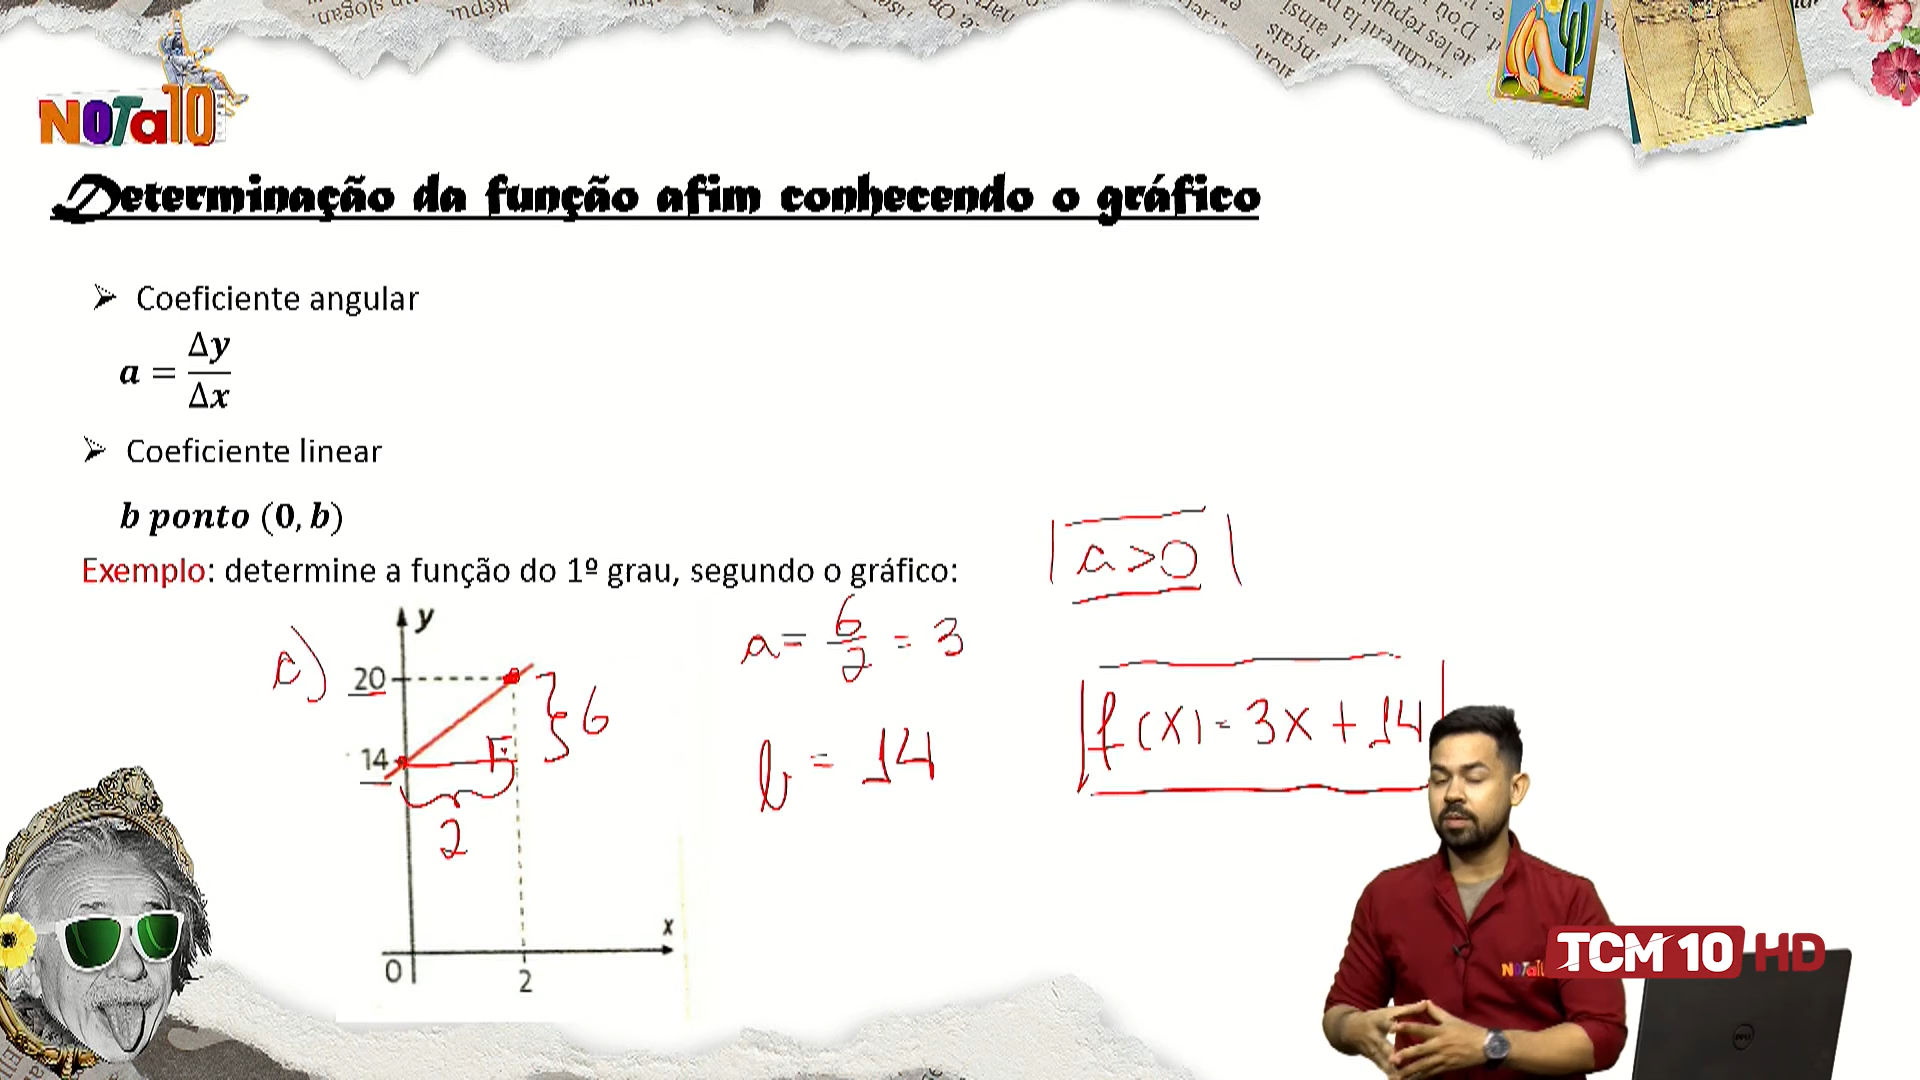 NOTa10
Determinação da função afim conhecendo o gráfico
➢ Coeficiente angular
a = Δy/Δx
➢ Coeficiente linear
b ponto (0, b)
Exemplo: determine a função do 1º grau, segundo o gráfico:
a>0
c)
y
20
6
14
2
x
0
2
a = 6/2 = 3
b = 14
f(x) = 3x + 14
TCM 10 HD
DELL